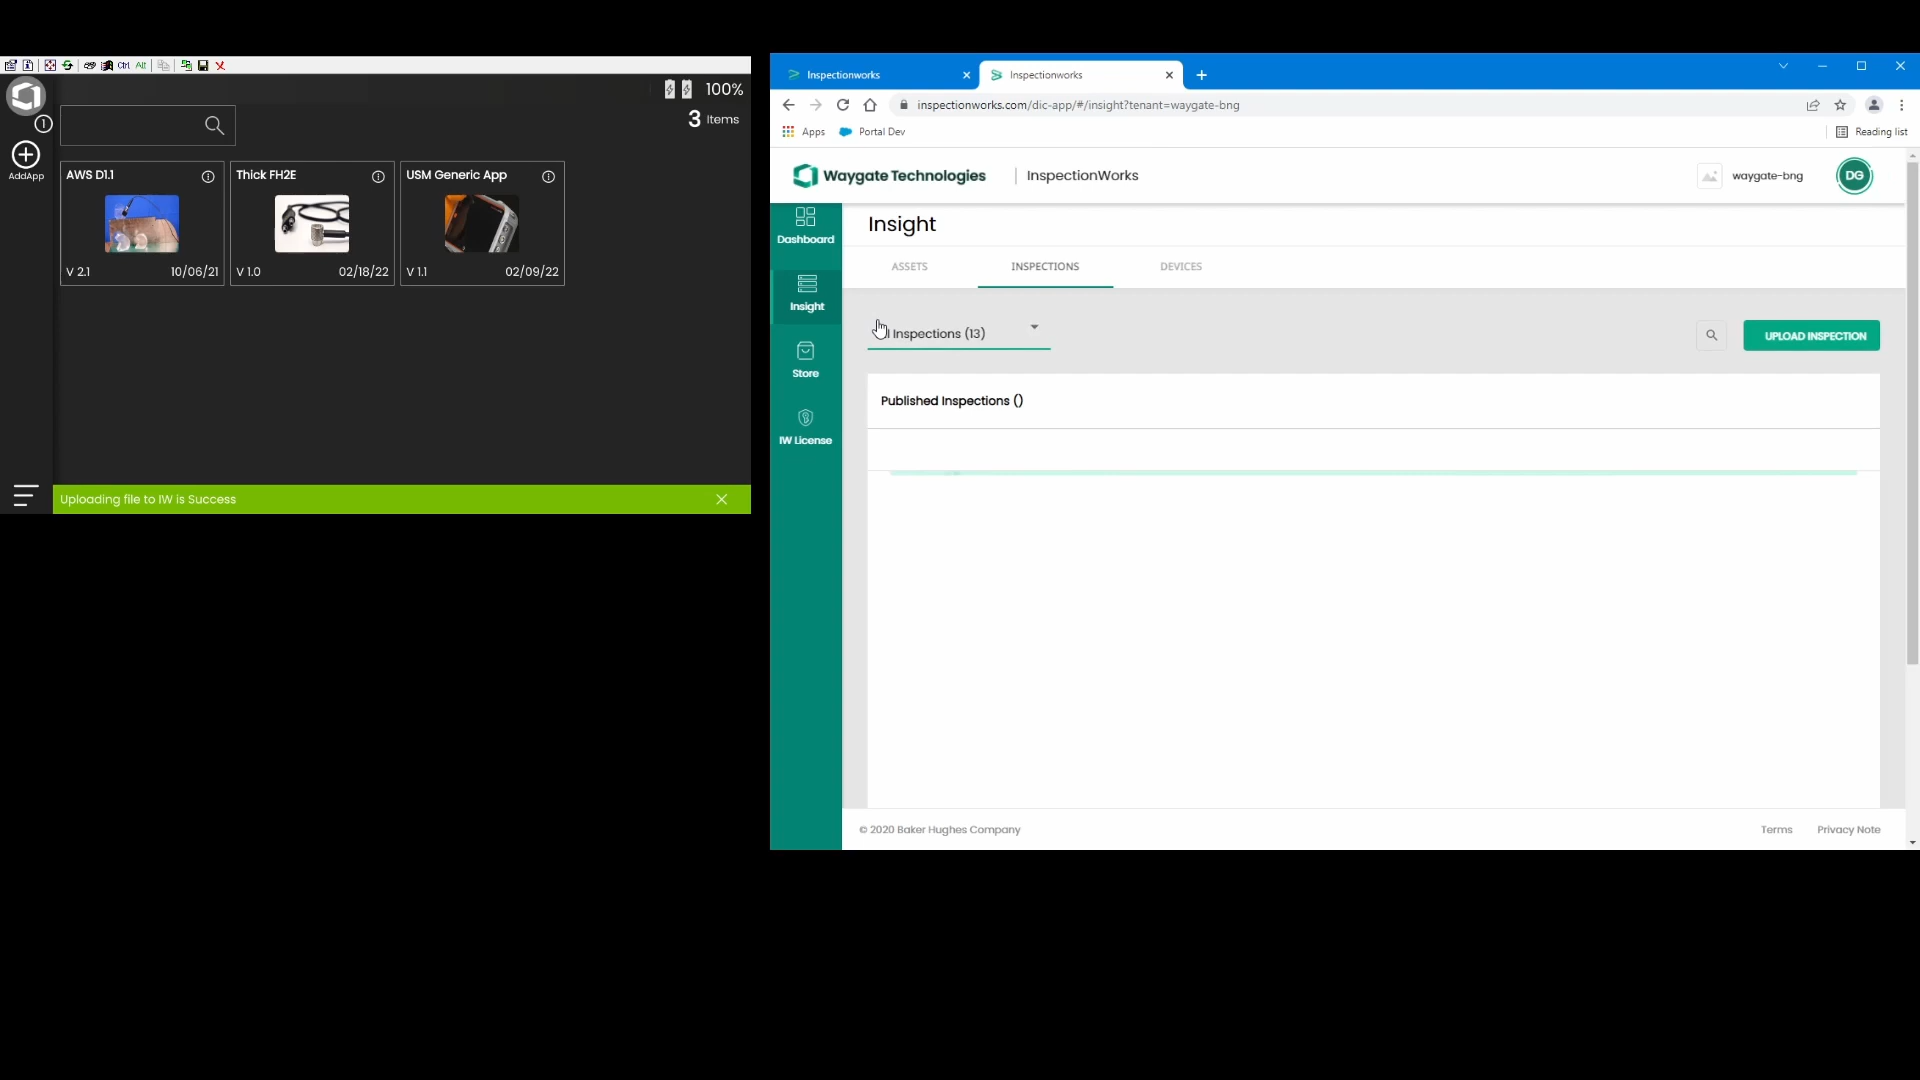 Ctrl Alt
100%
3 Items
AddApp
AWS D1.1
V 2.1 10/06/21
Thick FH2E
V 1.0 02/18/22
USM Generic App
V 1.1 02/09/22
Uploading file to IW is Success
Inspectionworks
Inspectionworks
inspectionworks.com/dic-app/#/insight?tenant=waygate-bng
Apps Portal Dev Reading list
Waygate Technologies | InspectionWorks waygate-bng DG
Dashboard
Insight
Store
IW License
Insight
ASSETS INSPECTIONS DEVICES
Inspections (13)
UPLOAD INSPECTION
Published Inspections ()
© 2020 Baker Hughes Company Terms Privacy Note